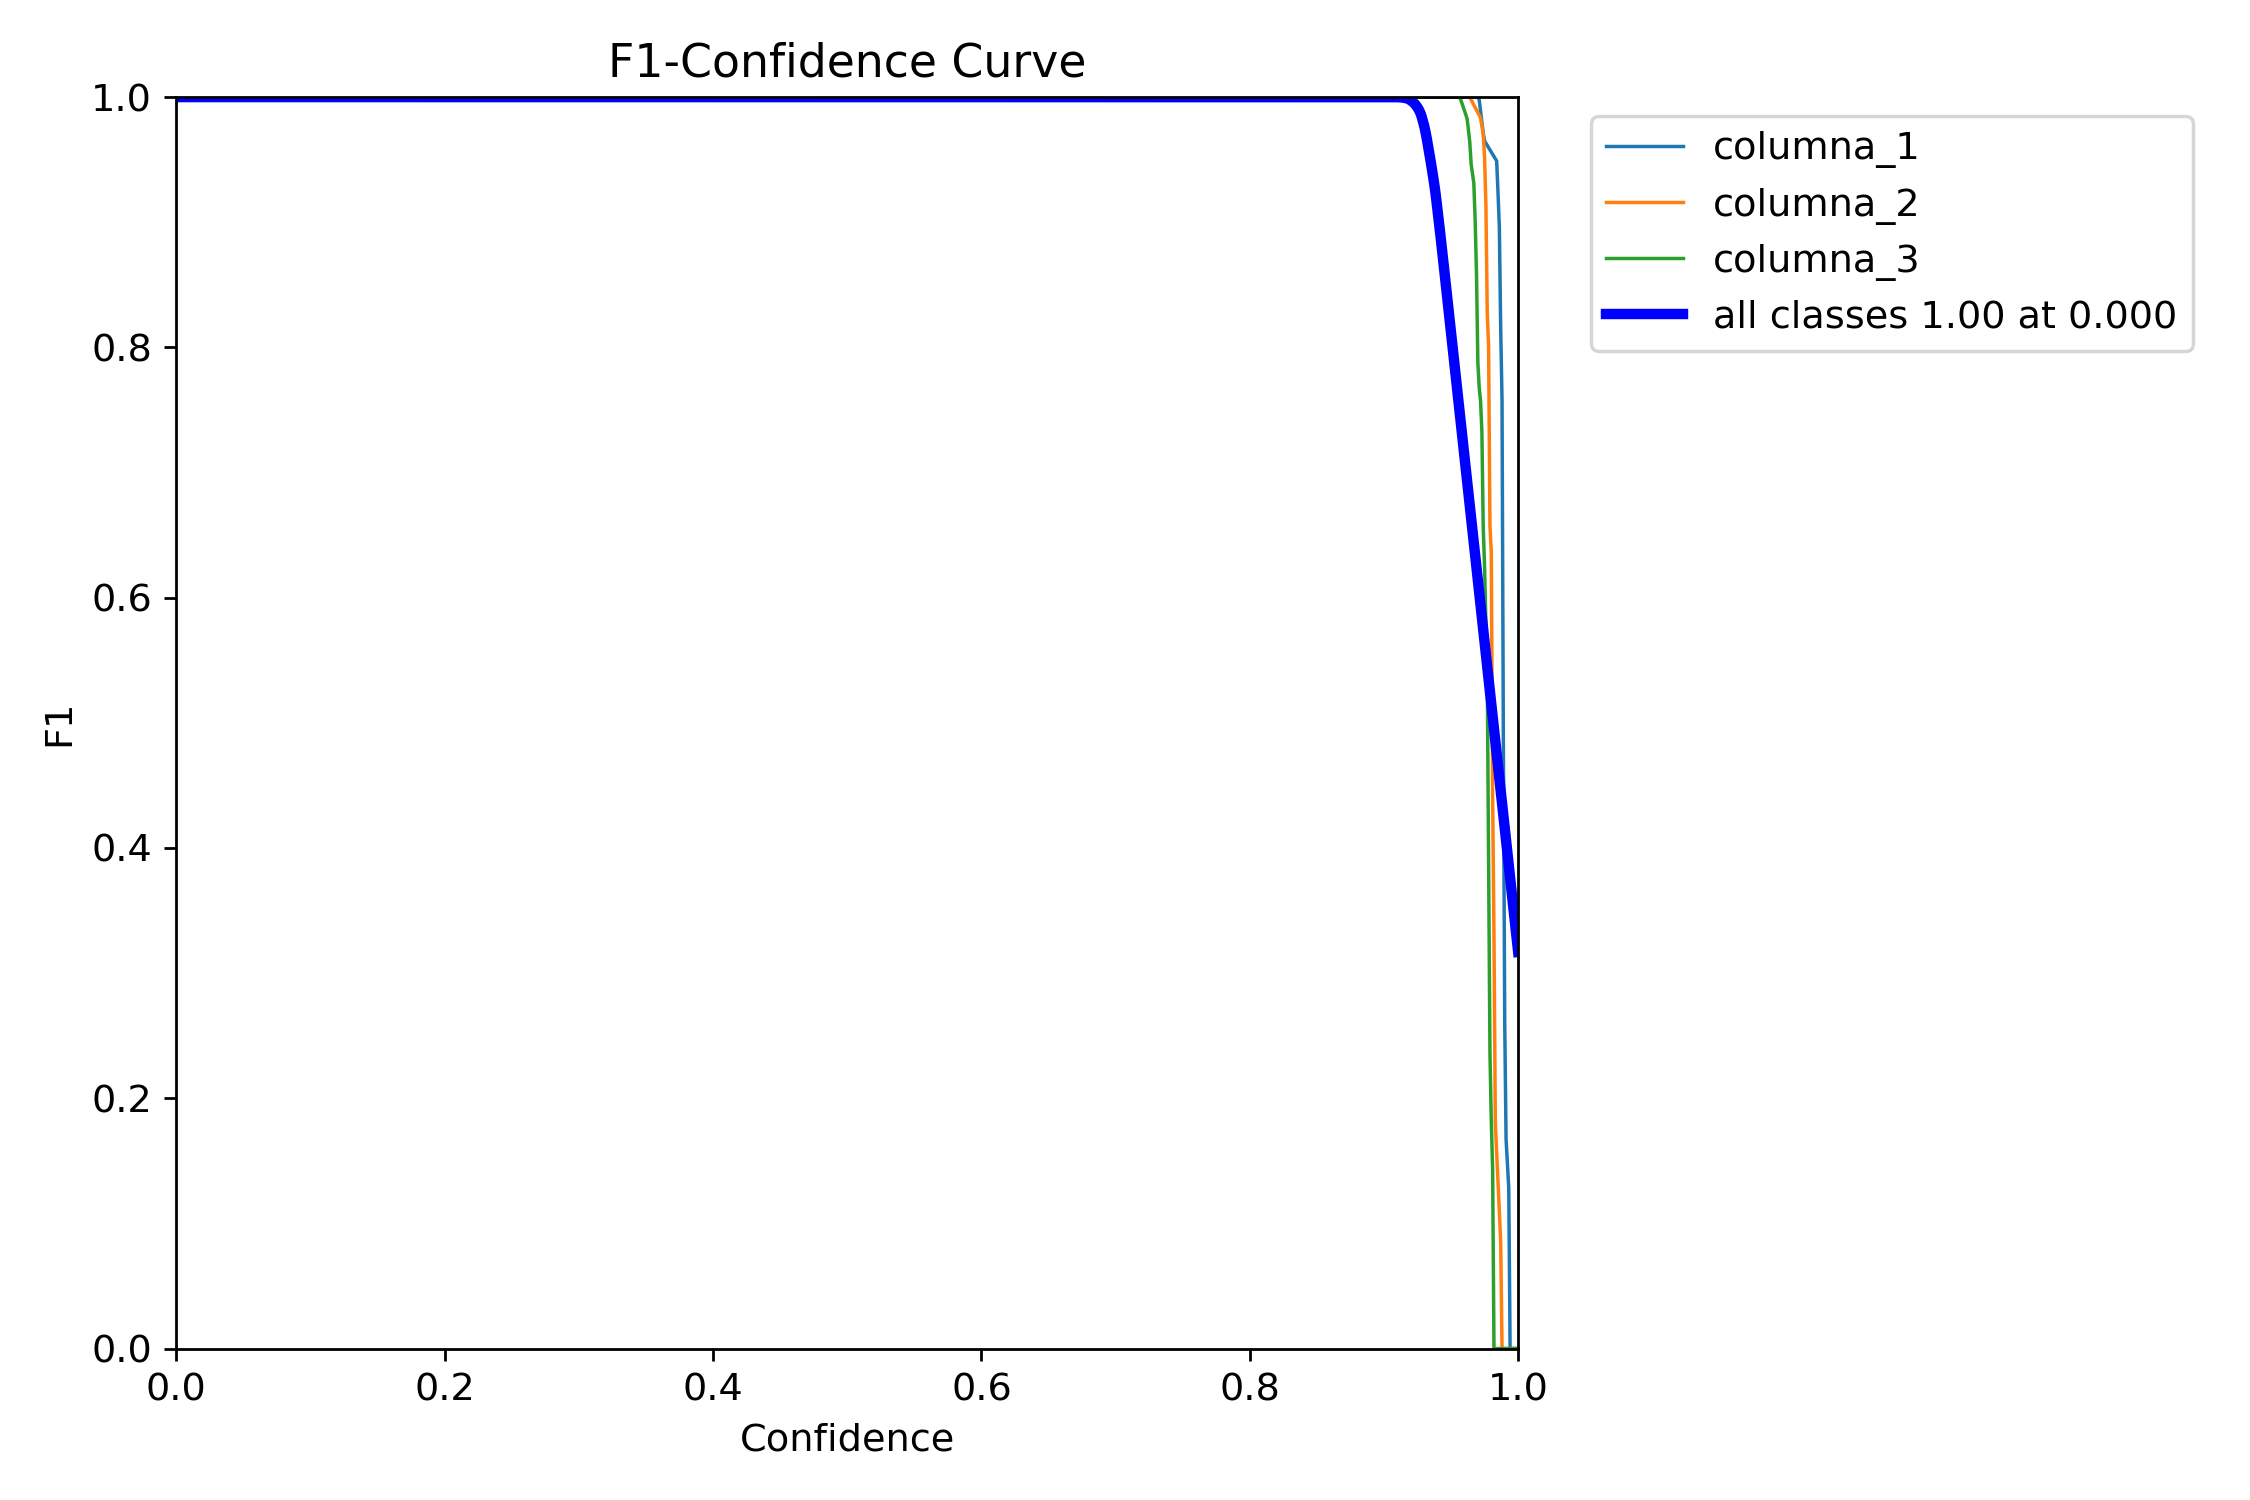 F1-Confidence Curve
1.0
0.8
0.6
0.4
0.2
0.0
F1
0.0 0.2 0.4 0.6 0.8 1.0
Confidence
columna_1
columna_2
columna_3
all classes 1.00 at 0.000